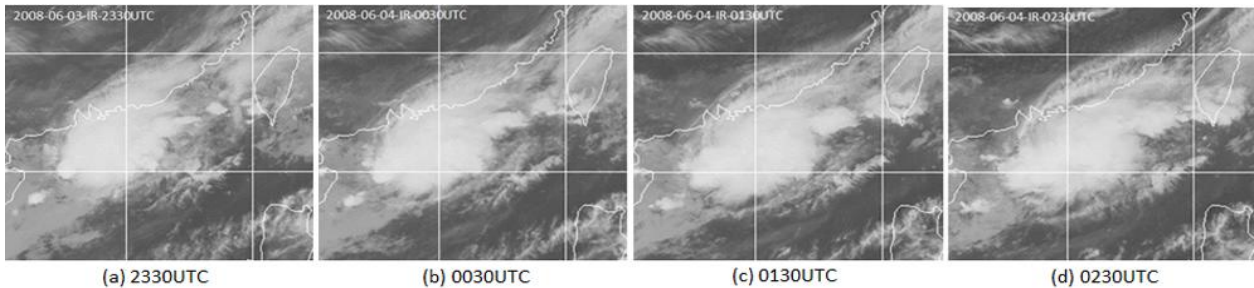 2008-06-03-IR-2330UTC
2008-06-04-IR-0030UTC
2008-06-04-IR-0130UTC
2008-06-04-IR-0230UTC
(a) 2330UTC
(b) 0030UTC
(c) 0130UTC
(d) 0230UTC